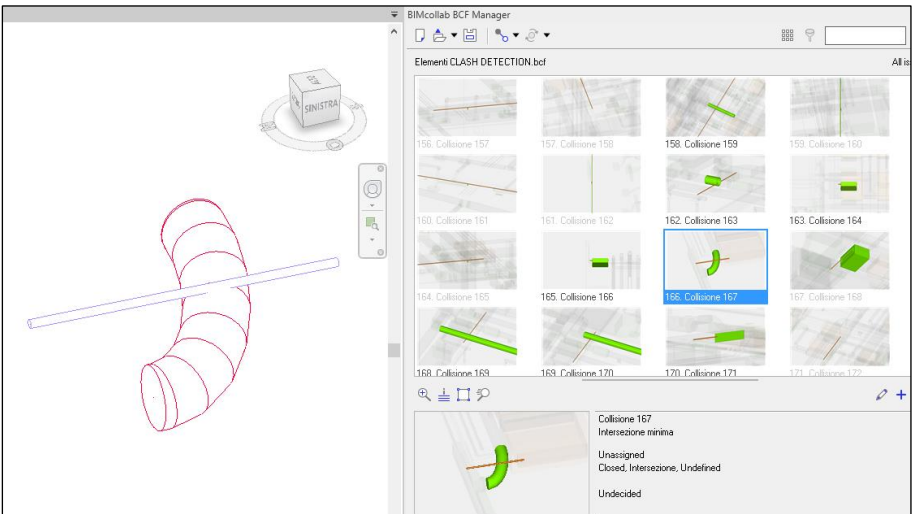 BIMcollab BCF Manager
Elementi CLASH DETECTION.bcf
All is
156. Collisione 157
157. Collisione 158
158. Collisione 159
159. Collisione 160
160. Collisione 161
161. Collisione 162
162. Collisione 163
163. Collisione 164
164. Collisione 165
165. Collisione 166
166. Collisione 167
167. Collisione 168
168. Collisione 169
169. Collisione 170
170. Collisione 171
171. Collisione 172
SINISTRA
Collisione 167
Intersezione minima
Unassigned
Closed, Intersezione, Undefined
Undecided